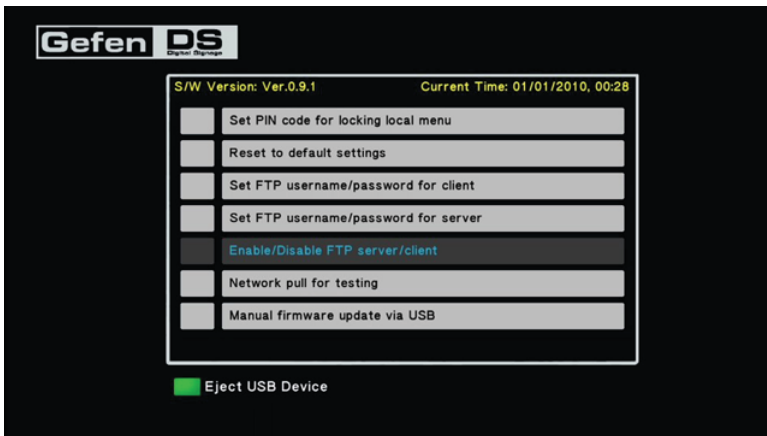 Gefen DS
Digital Signage
S/W Version: Ver.0.9.1 Current Time: 01/01/2010, 00:28
Set PIN code for locking local menu
Reset to default settings
Set FTP username/password for client
Set FTP username/password for server
Enable/Disable FTP server/client
Network pull for testing
Manual firmware update via USB
Eject USB Device